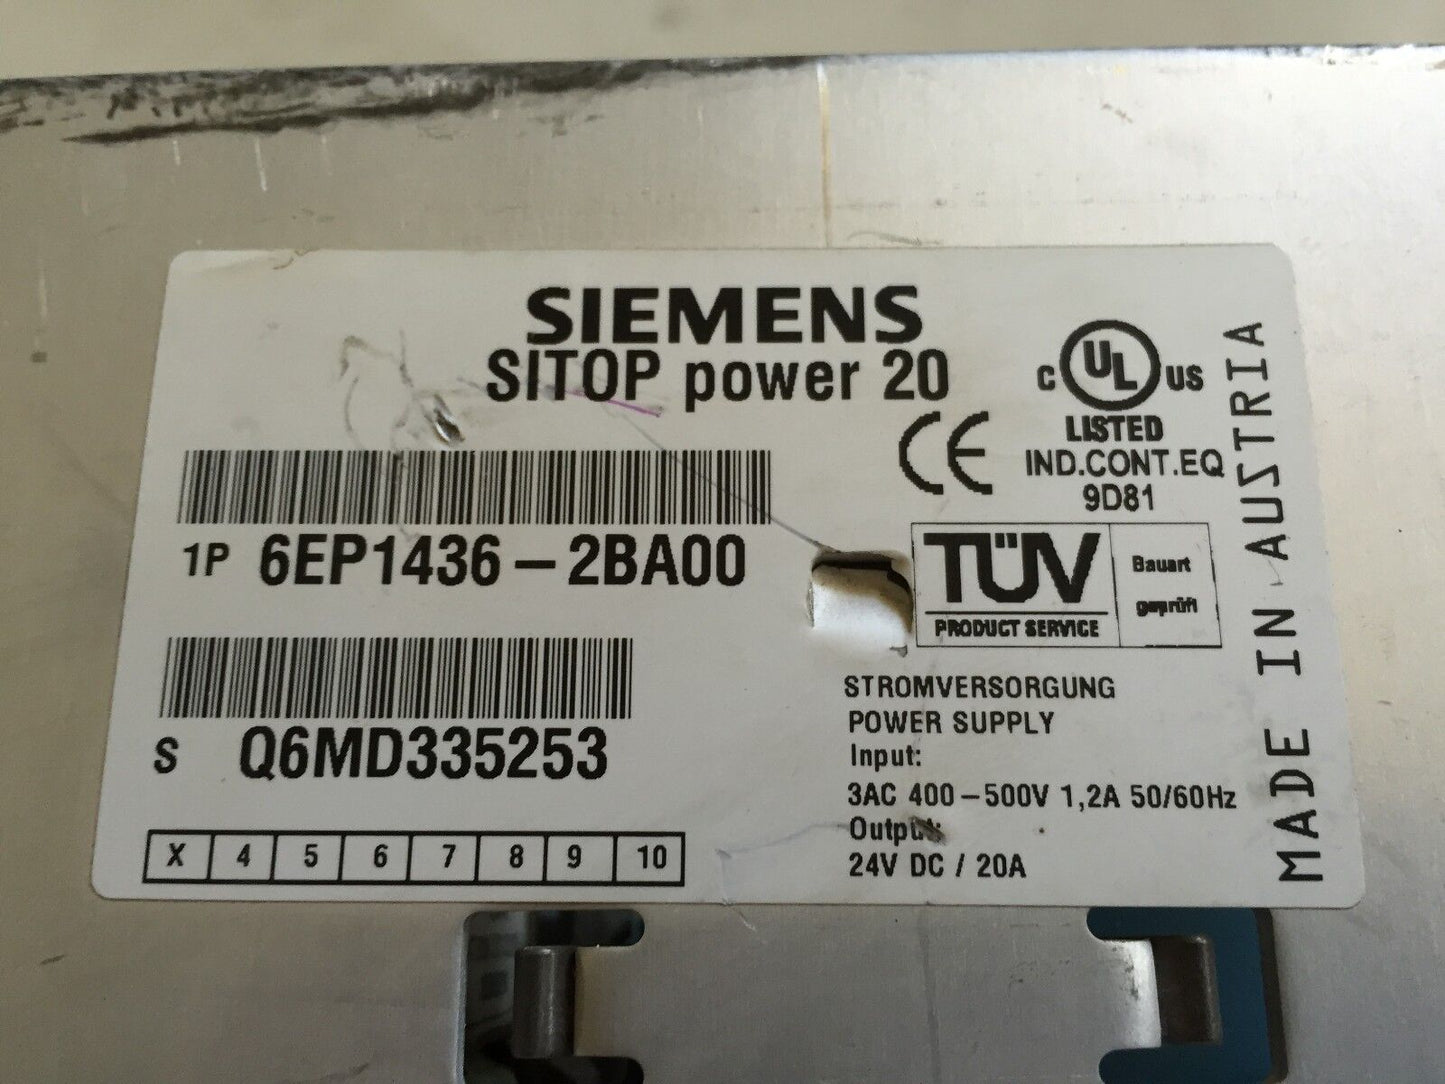 SIEMENS
SITOP power 20
C UL US
LISTED
IND.CONT.EQ
9D81
CE
1P 6EP1436-2BA00
TÜV
PRODUCT SERVICE
Bauart
geprüft
S Q6MD335253
STROMVERSORGUNG
POWER SUPPLY
Input:
3AC 400-500V 1,2A 50/60Hz
Output:
24V DC / 20A
X 4 5 6 7 8 9 10
MADE IN AUSTRIA